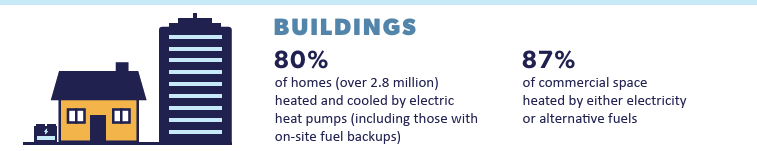 BUILDINGS
80%
of homes (over 2.8 million)
heated and cooled by electric
heat pumps (including those with
on-site fuel backups)
87%
of commercial space
heated by either electricity
or alternative fuels